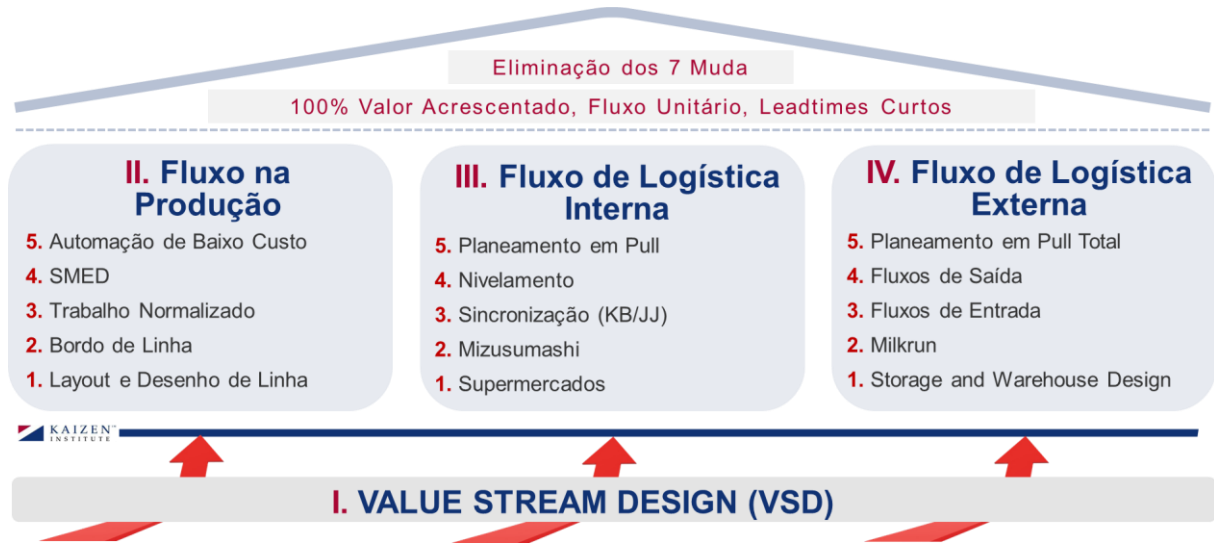 Eliminação dos 7 Muda
100% Valor Acrescentado, Fluxo Unitário, Leadtimes Curtos
II. Fluxo na
Produção
5. Automação de Baixo Custo
4. SMED
3. Trabalho Normalizado
2. Bordo de Linha
1. Layout e Desenho de Linha
III. Fluxo de Logística
Interna
5. Planeamento em Pull
4. Nivelamento
3. Sincronização (KB/JJ)
2. Mizusumashi
1. Supermercados
IV. Fluxo de Logística
Externa
5. Planeamento em Pull Total
4. Fluxos de Saída
3. Fluxos de Entrada
2. Milkrun
1. Storage and Warehouse Design
KAIZEN™
INSTITUTE
I. VALUE STREAM DESIGN (VSD)